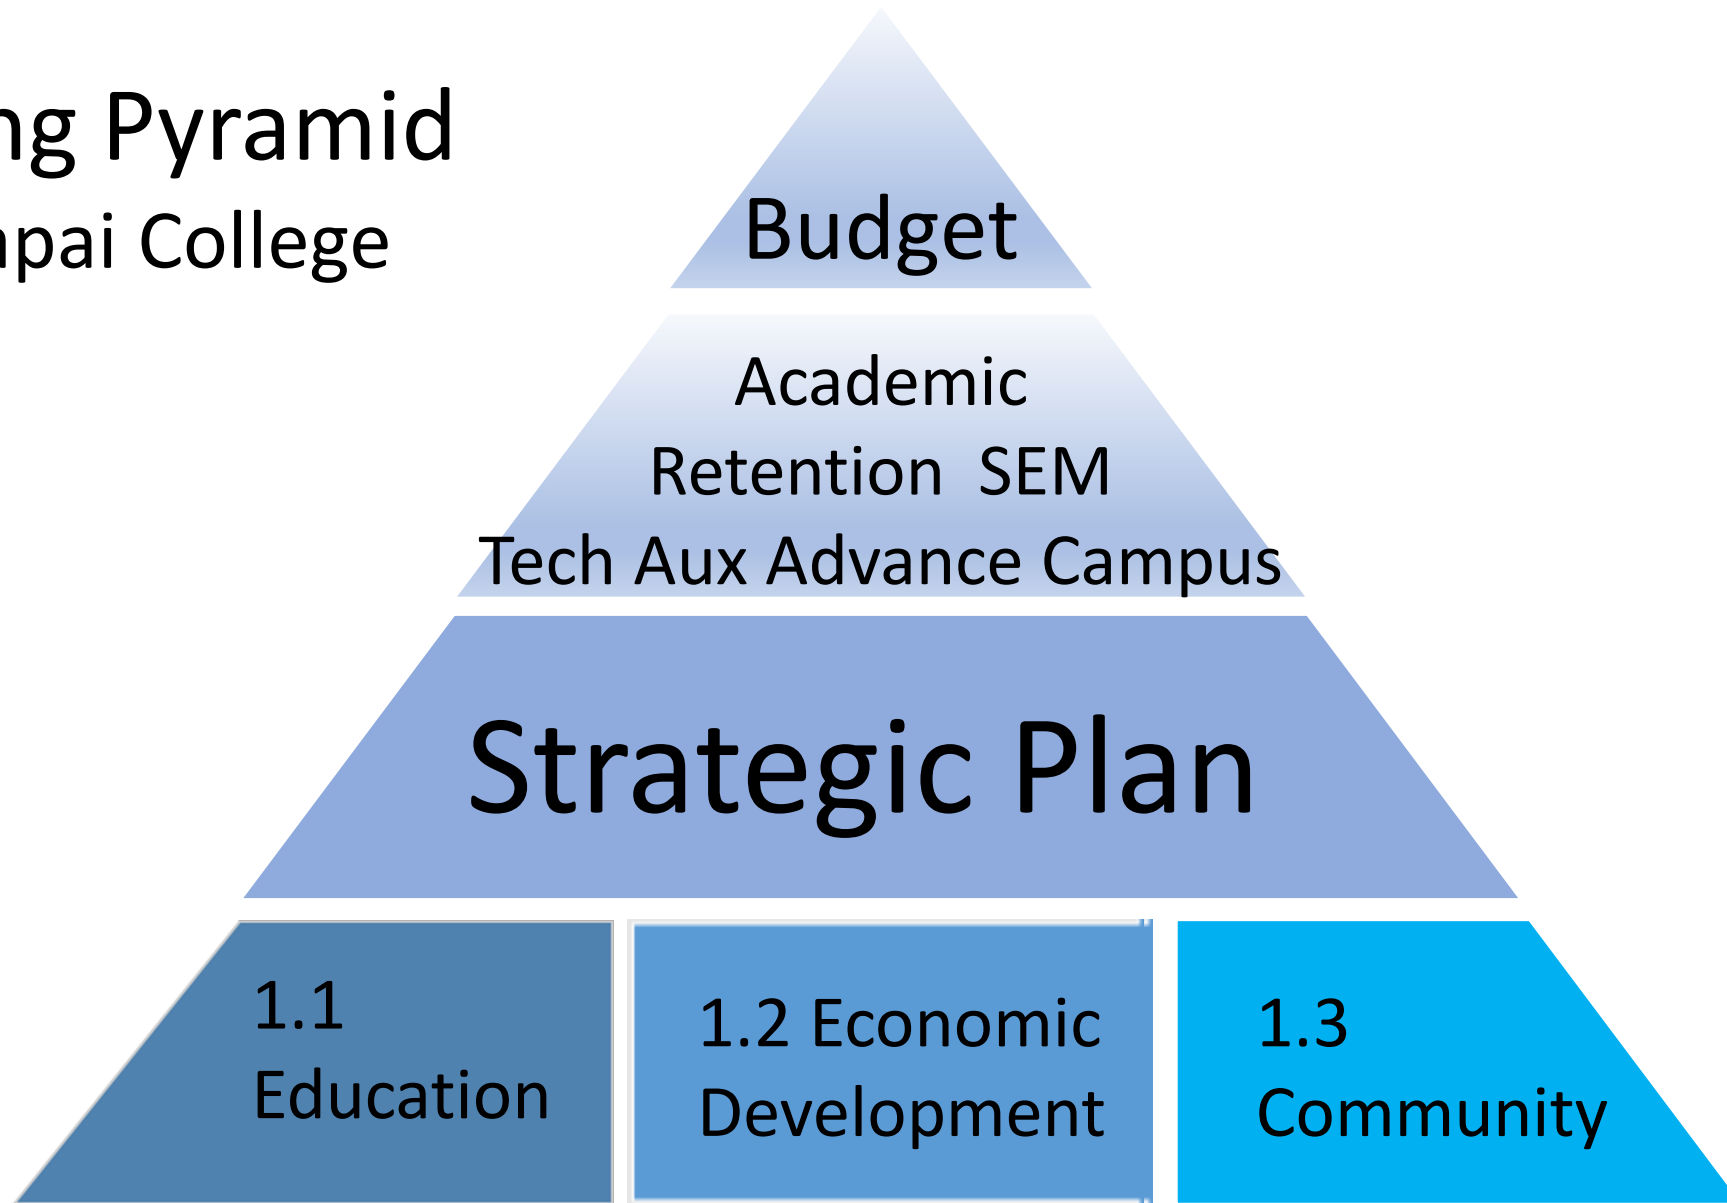 ng Pyramid
apai College
Budget
Academic
Retention SEM
Tech Aux Advance Campus
Strategic Plan
1.1
Education
1.2 Economic
Development
1.3
Community